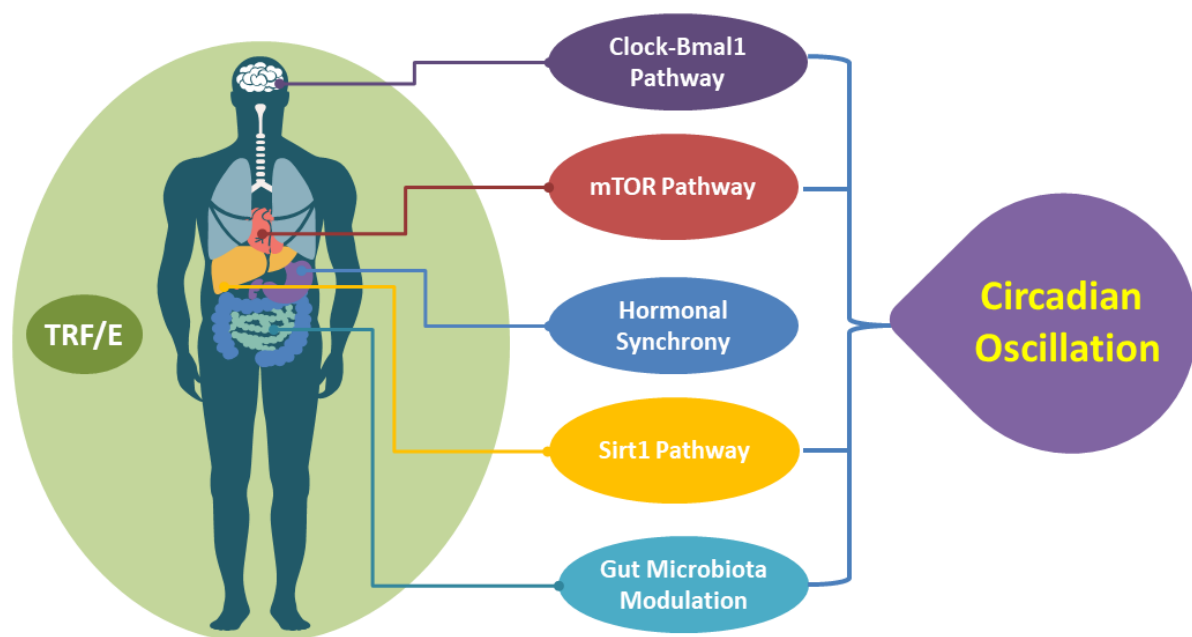 TRF/E
Clock-Bmal1
Pathway
mTOR Pathway
Hormonal
Synchrony
Sirt1 Pathway
Gut Microbiota
Modulation
Circadian
Oscillation